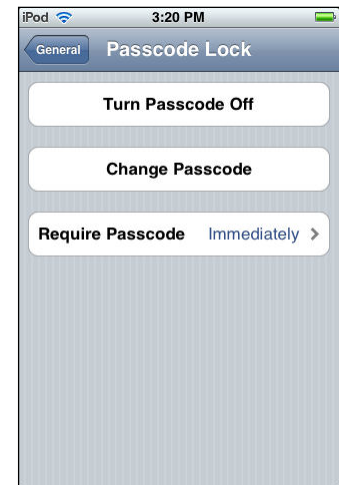 iPod 3:20 PM
General Passcode Lock
Turn Passcode Off
Change Passcode
Require Passcode Immediately